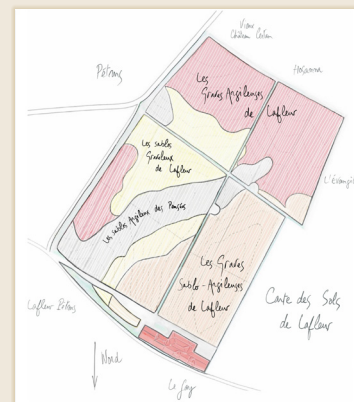 Vieux
Château Certan
Pétrus
Hosanna
Les
Graves Argileuses
de Lafleur
Les sables
Graveleux
de Lafleur
L'Évangile
Les sables Argileux des Pensées
Les Graves
Sablo-Argileuses
de Lafleur
Carte des Sols
de Lafleur
Lafleur Pétrus
Nord
Le Gay